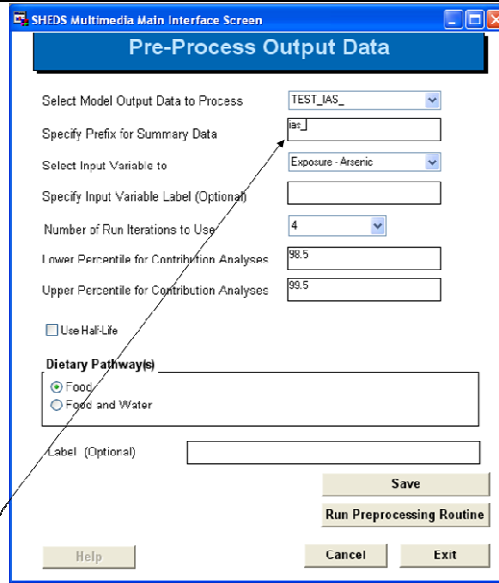 SHEDS Multimedia Main Interface Screen
Pre-Process Output Data
Select Model Output Data to Process TEST_IAS_
Specify Prefix for Summary Data ias_
Select Input Variable to Exposure - Arsenic
Specify Input Variable Label (Optional)
Number of Run Iterations to Use 4
Lower Percentile for Contribution Analyses 98.5
Upper Percentile for Contribution Analyses 99.5
Use Half-Life
Dietary Pathway(s)
Food
Food and Water
Label (Optional)
Save
Run Preprocessing Routine
Help Cancel Exit